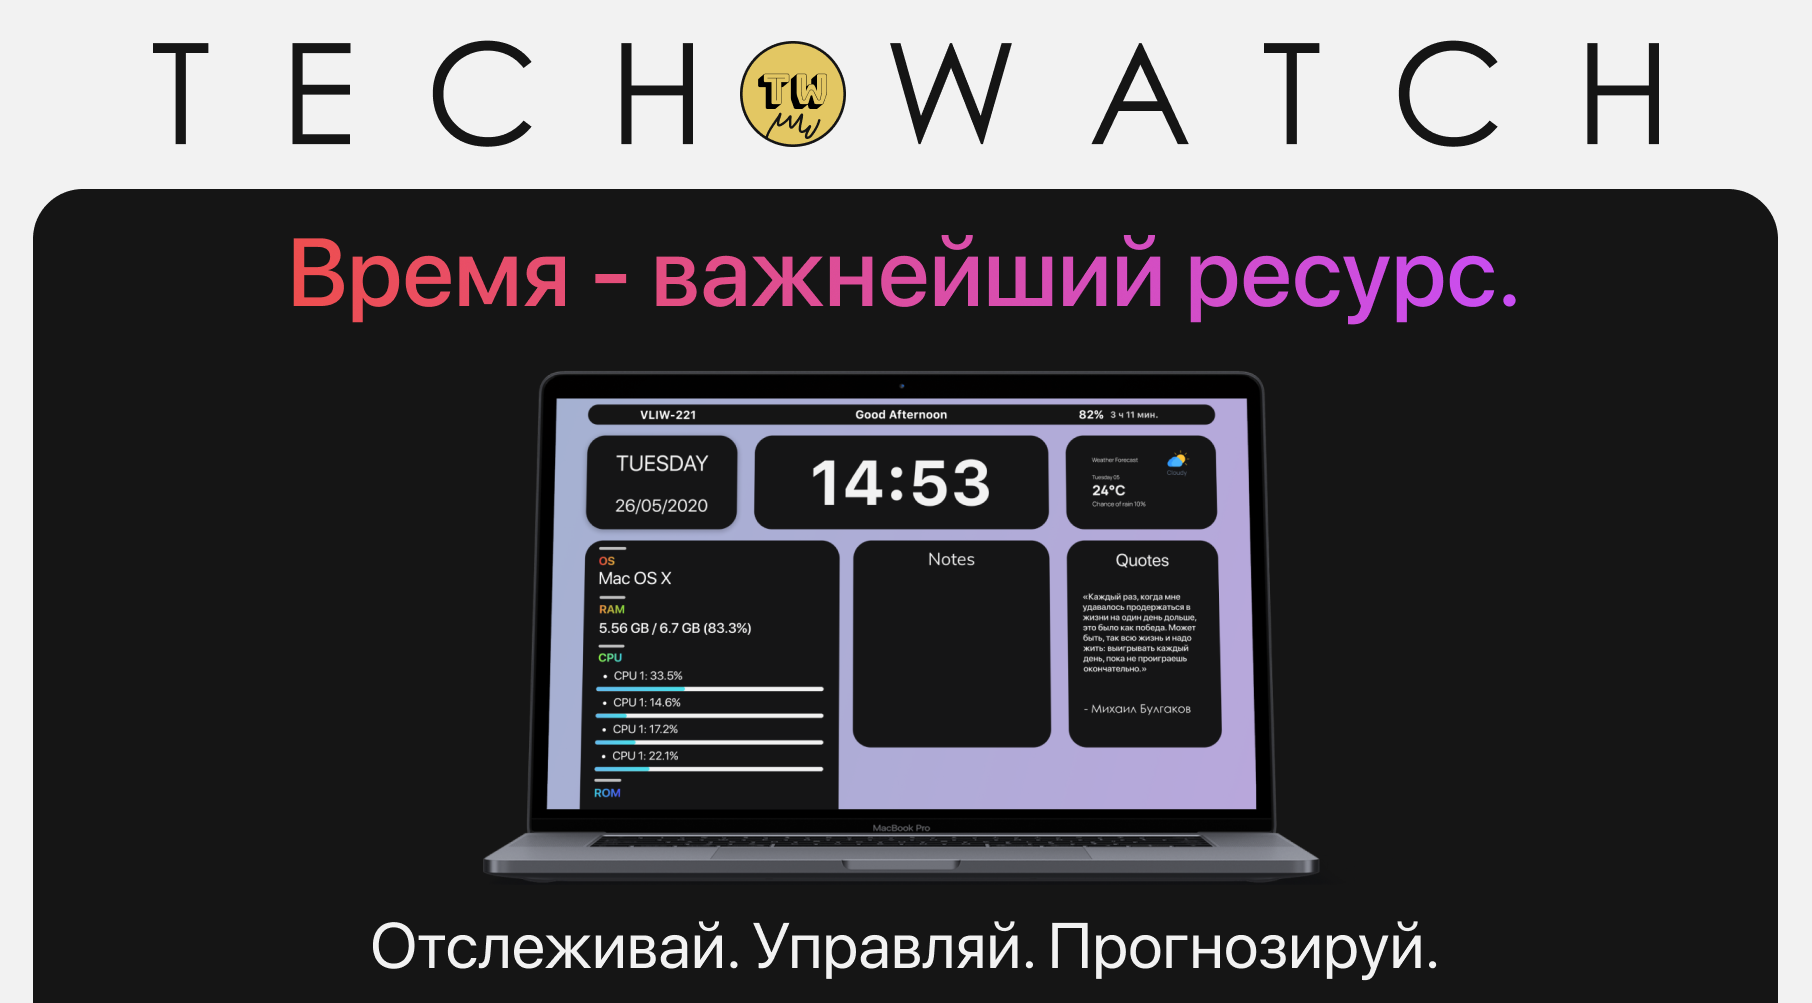 TECH TW WATCH
Время - важнейший ресурс.
VLIW-221 Good Afternoon 82% 3 ч 11 мин.
TUESDAY
26/05/2020
14:53
Weather Forecast
Cloudy
Tuesday 05
24°C
Chance of rain 10%
OS
Mac OS X
RAM
5.56 GB / 6.7 GB (83.3%)
CPU
• CPU 1: 33.5%
• CPU 1: 14.6%
• CPU 1: 17.2%
• CPU 1: 22.1%
ROM
Notes
Quotes
«Каждый раз, когда мне
удавалось продержаться в
жизни на один день дольше,
это было как победа. Может
быть, так всю жизнь и надо
жить: выигрывать каждый
день, пока не проиграешь
окончательно.»
- Михаил Булгаков
MacBook Pro
Отслеживай. Управляй. Прогнозируй.